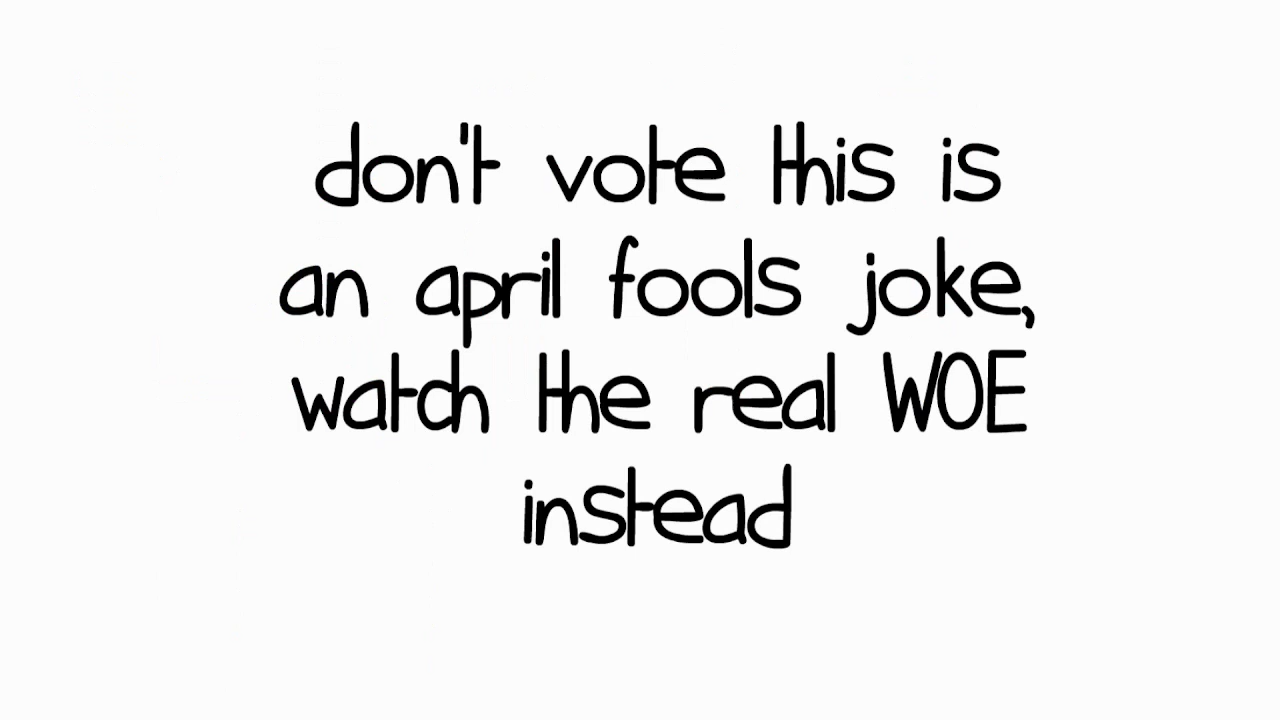 don't vote this is
an april fools joke,
watch the real WOE
instead